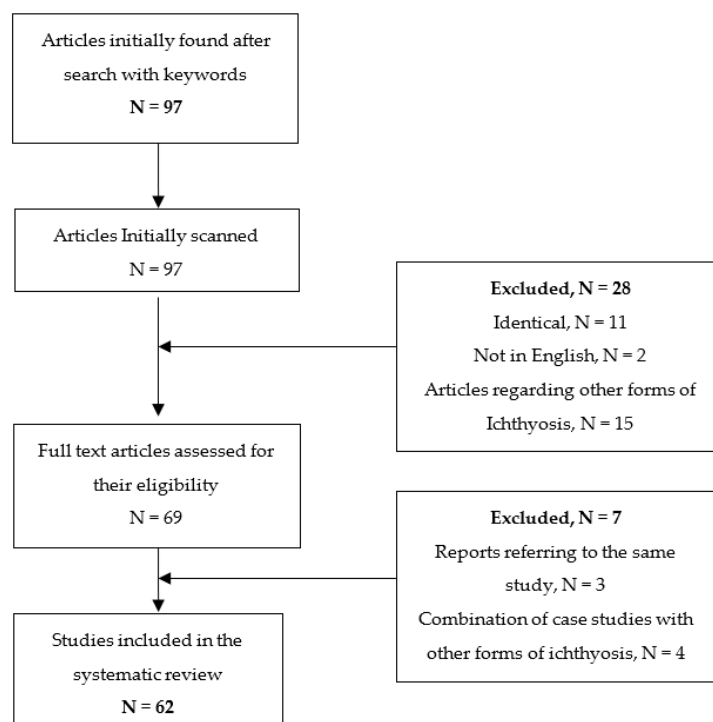 Articles initially found after
search with keywords
N = 97
Articles Initially scanned
N = 97
Excluded, N = 28
Identical, N = 11
Not in English, N = 2
Articles regarding other forms of
Ichthyosis, N = 15
Full text articles assessed for
their eligibility
N = 69
Excluded, N = 7
Reports referring to the same
study, N = 3
Combination of case studies with
other forms of ichthyosis, N = 4
Studies included in the
systematic review
N = 62